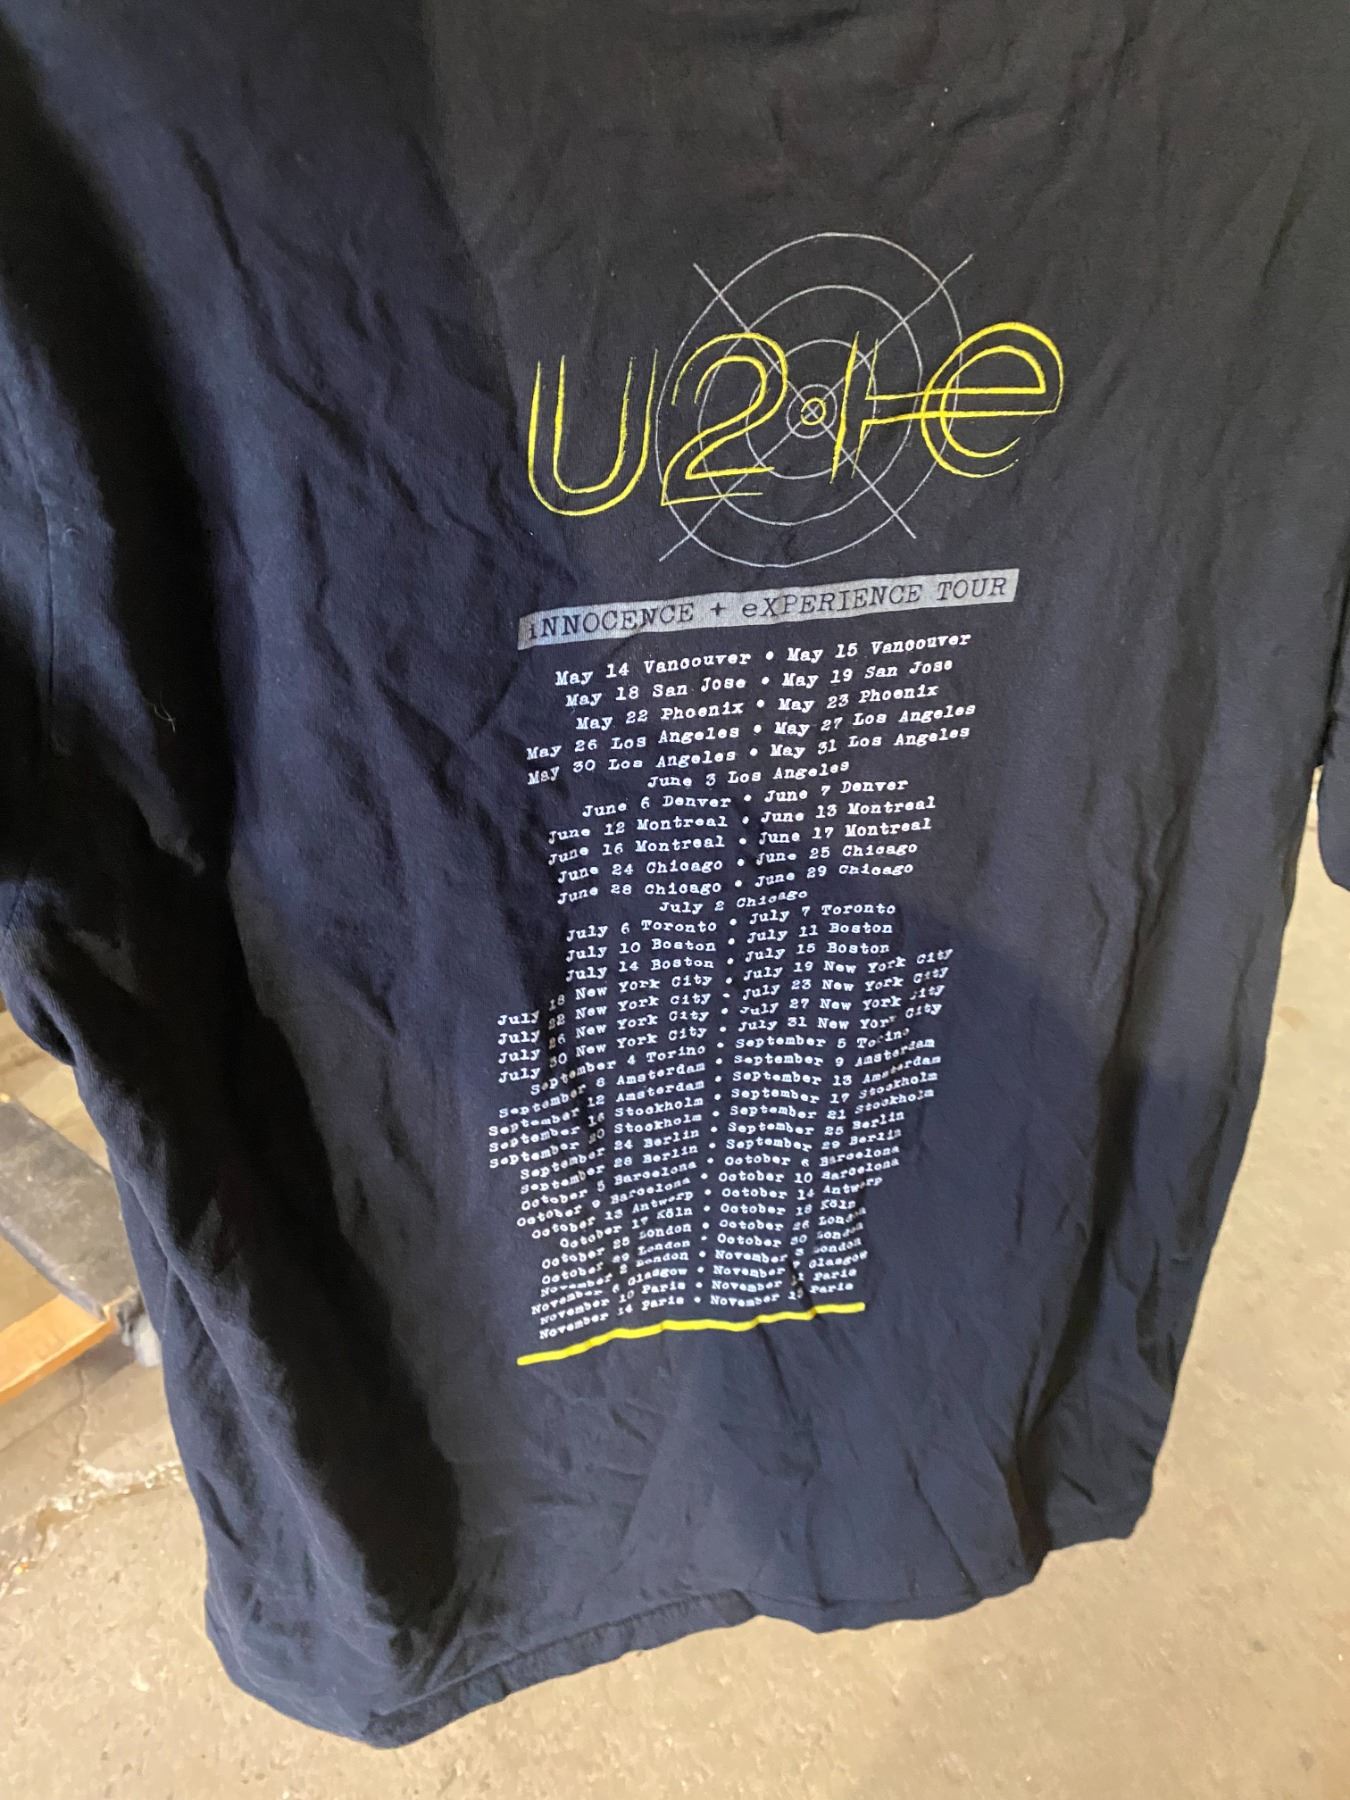 U2 i+e
iNNOCENCE + eXPERIENCE TOUR
May 14 Vancouver • May 15 Vancouver
May 18 San Jose • May 19 San Jose
May 22 Phoenix • May 23 Phoenix
May 26 Los Angeles • May 27 Los Angeles
May 30 Los Angeles • May 31 Los Angeles
June 3 Los Angeles
June 6 Denver • June 7 Denver
June 12 Montreal • June 13 Montreal
June 16 Montreal • June 17 Montreal
June 24 Chicago • June 25 Chicago
June 28 Chicago • June 29 Chicago
July 2 Chicago
July 6 Toronto • July 7 Toronto
July 10 Boston • July 11 Boston
July 14 Boston • July 15 Boston
July 18 New York City • July 19 New York City
July 22 New York City • July 23 New York City
July 26 New York City • July 27 New York City
July 30 New York City • July 31 New York City
September 4 Torino • September 5 Torino
September 8 Amsterdam • September 9 Amsterdam
September 12 Amsterdam • September 13 Amsterdam
September 16 Stockholm • September 17 Stockholm
September 20 Stockholm • September 21 Stockholm
September 24 Berlin • September 25 Berlin
September 28 Berlin • September 29 Berlin
October 5 Barcelona • October 6 Barcelona
October 9 Barcelona • October 10 Barcelona
October 13 Antwerp • October 14 Antwerp
October 17 Köln • October 18 Köln
October 25 London • October 26 London
October 29 London • October 30 London
November 2 London • November 3 London
November 6 Glasgow • November 7 Glasgow
November 10 Paris • November 11 Paris
November 14 Paris • November 15 Paris